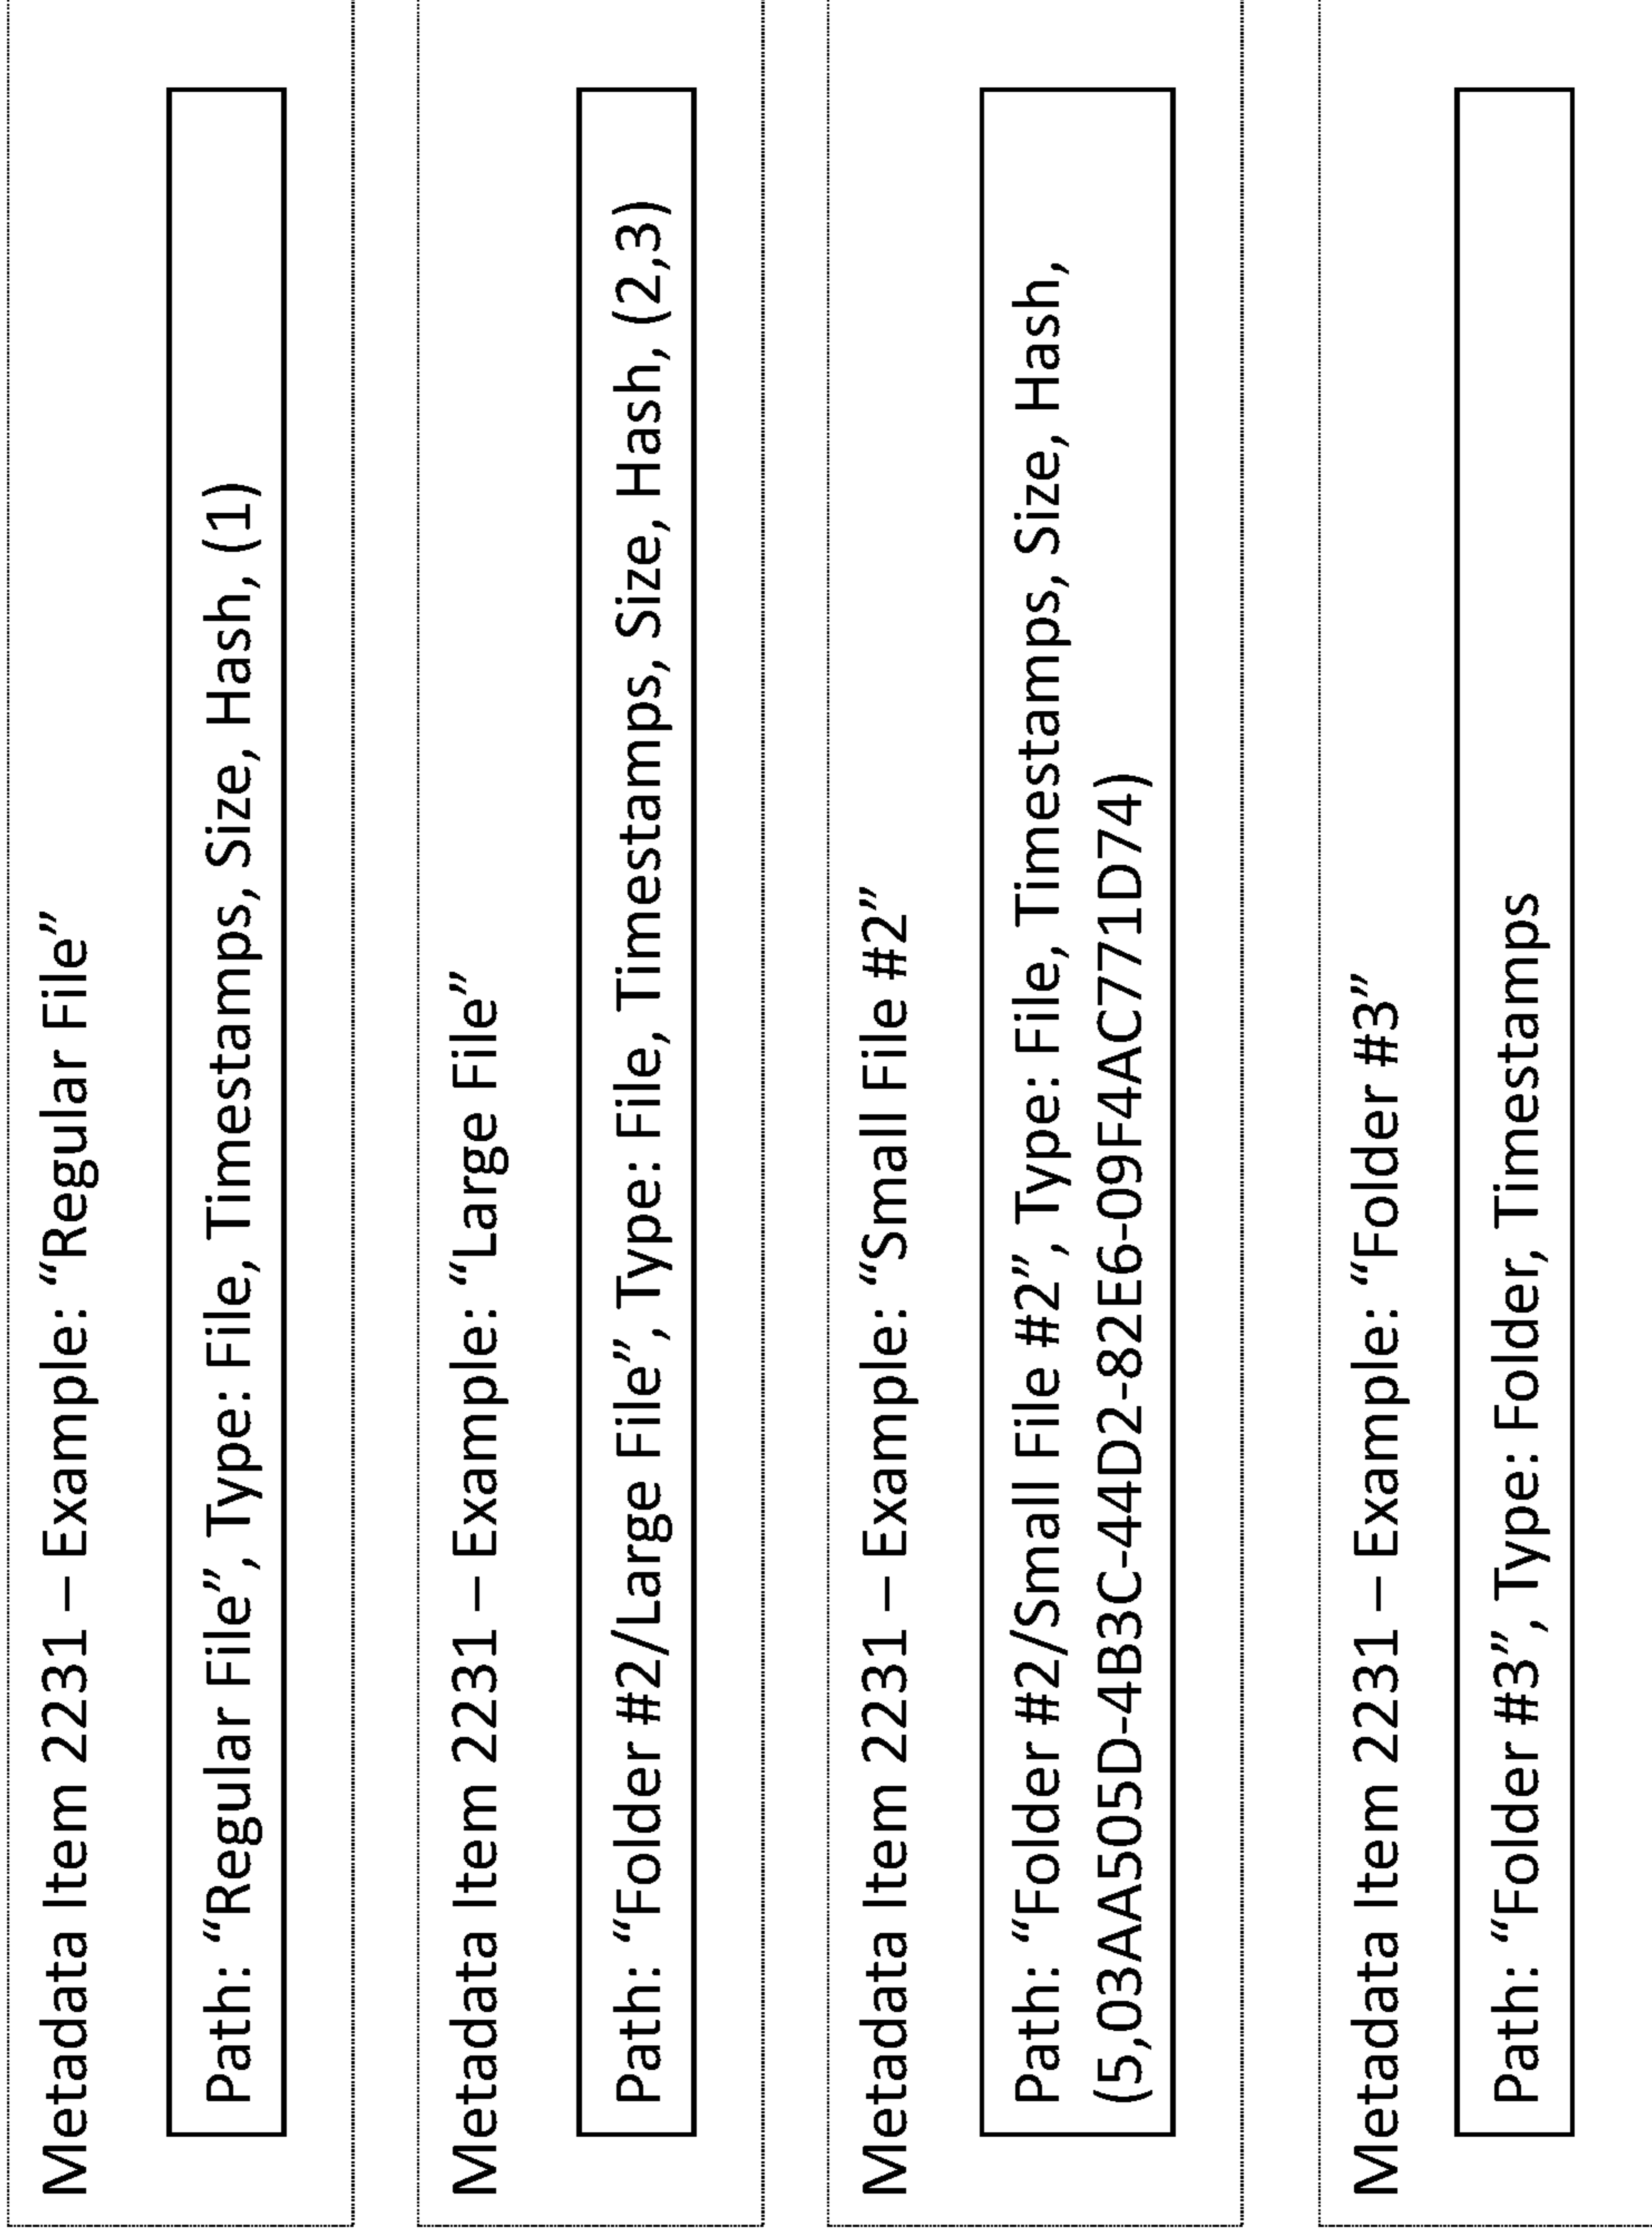 Metadata Item 2231 – Example: “Regular File”
Path: “Regular File”, Type: File, Timestamps, Size, Hash, (1)
Metadata Item 2231 – Example: “Large File”
Path: “Folder #2/Large File”, Type: File, Timestamps, Size, Hash, (2,3)
Metadata Item 2231 – Example: “Small File #2”
Path: “Folder #2/Small File #2”, Type: File, Timestamps, Size, Hash,
(5,03AA505D-4B3C-44D2-82E6-09F4AC771D74)
Metadata Item 2231 – Example: “Folder #3”
Path: “Folder #3”, Type: Folder, Timestamps